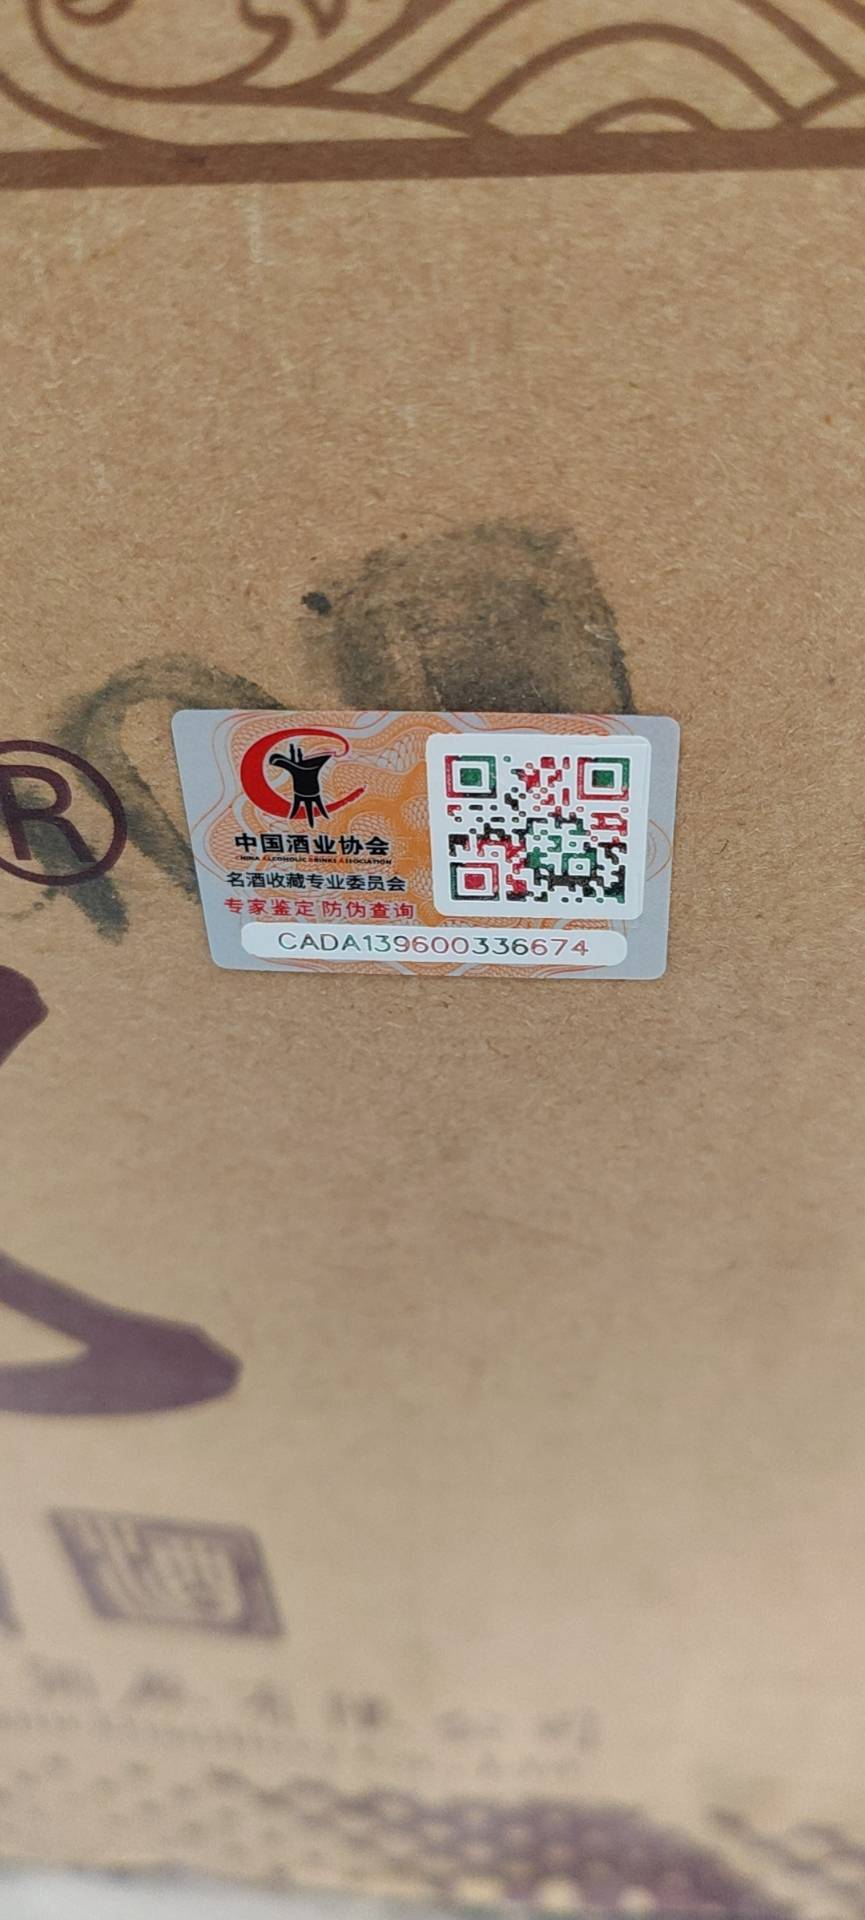 ®
中国酒业协会
CHINA ALCOHOLIC DRINKS ASSOCIATION
名酒收藏专业委员会
专家鉴定 防伪查询
CADA139600336674